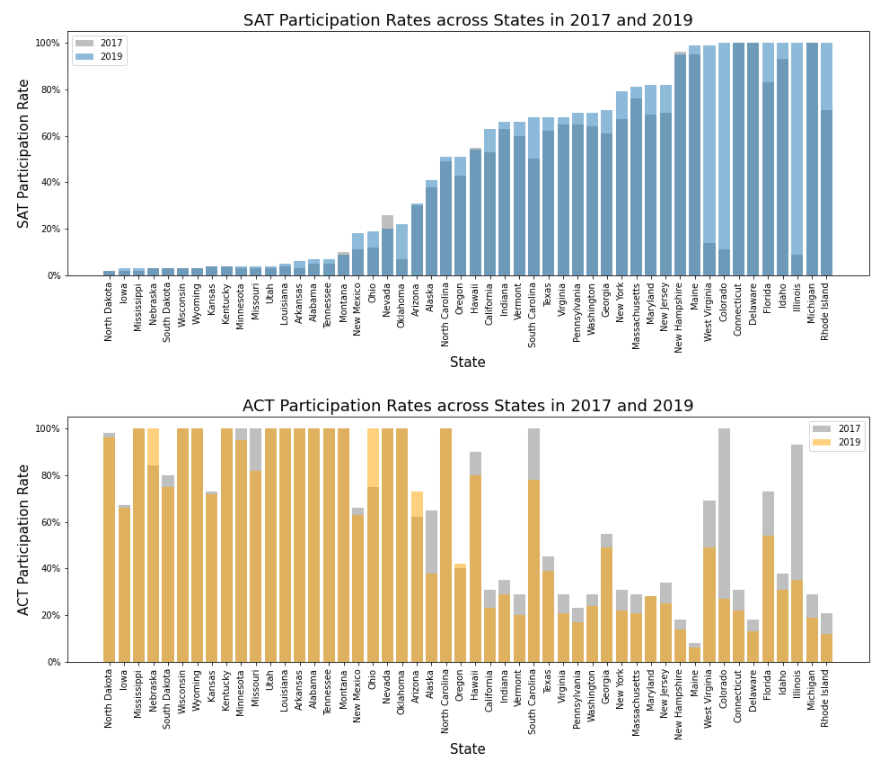 SAT Participation Rates across States in 2017 and 2019
2017
2019
SAT Participation Rate
100%
80%
60%
40%
20%
0%
North Dakota
Iowa
Mississippi
Nebraska
South Dakota
Wisconsin
Wyoming
Kansas
Kentucky
Minnesota
Missouri
Utah
Louisiana
Arkansas
Alabama
Tennessee
Montana
New Mexico
Ohio
Nevada
Oklahoma
Arizona
Alaska
North Carolina
Oregon
Hawaii
California
Indiana
Vermont
South Carolina
Texas
Virginia
Pennsylvania
Washington
Georgia
New York
Massachusetts
Maryland
New Jersey
New Hampshire
Maine
West Virginia
Colorado
Connecticut
Delaware
Florida
Idaho
Illinois
Michigan
Rhode Island
State
ACT Participation Rates across States in 2017 and 2019
2017
2019
ACT Participation Rate
100%
80%
60%
40%
20%
0%
North Dakota
Iowa
Mississippi
Nebraska
South Dakota
Wisconsin
Wyoming
Kansas
Kentucky
Minnesota
Missouri
Utah
Louisiana
Arkansas
Alabama
Tennessee
Montana
New Mexico
Ohio
Nevada
Oklahoma
Arizona
Alaska
North Carolina
Oregon
Hawaii
California
Indiana
Vermont
South Carolina
Texas
Virginia
Pennsylvania
Washington
Georgia
New York
Massachusetts
Maryland
New Jersey
New Hampshire
Maine
West Virginia
Colorado
Connecticut
Delaware
Florida
Idaho
Illinois
Michigan
Rhode Island
State